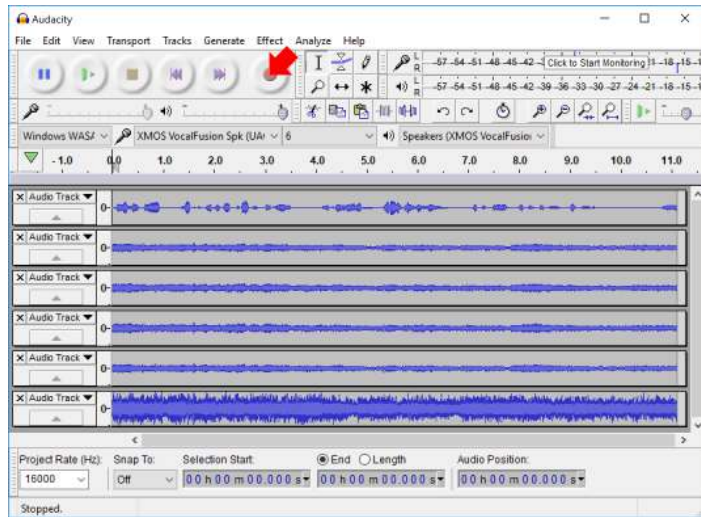 Audacity
File Edit View Transport Tracks Generate Effect Analyze Help
L R -57 -54 -51 -48 -45 -42 Click to Start Monitoring -18 -15
L R -57 -54 -51 -48 -45 -42 -39 -36 -33 -30 -27 -24 -21 -18 -15
Windows WAS XMOS VocalFusion Spk (UA 6 Speakers (XMOS VocalFusio
-1.0 0.0 1.0 2.0 3.0 4.0 5.0 6.0 7.0 8.0 9.0 10.0 11.0
X Audio Track
0-
X Audio Track
0-
X Audio Track
0-
X Audio Track
0-
X Audio Track
0-
X Audio Track
0-
Project Rate (Hz): Snap To: Selection Start: End Length Audio Position:
16000 Off 00 h 00 m 00.000 s 00 h 00 m 00.000 s 00 h 00 m 00.000 s
Stopped.